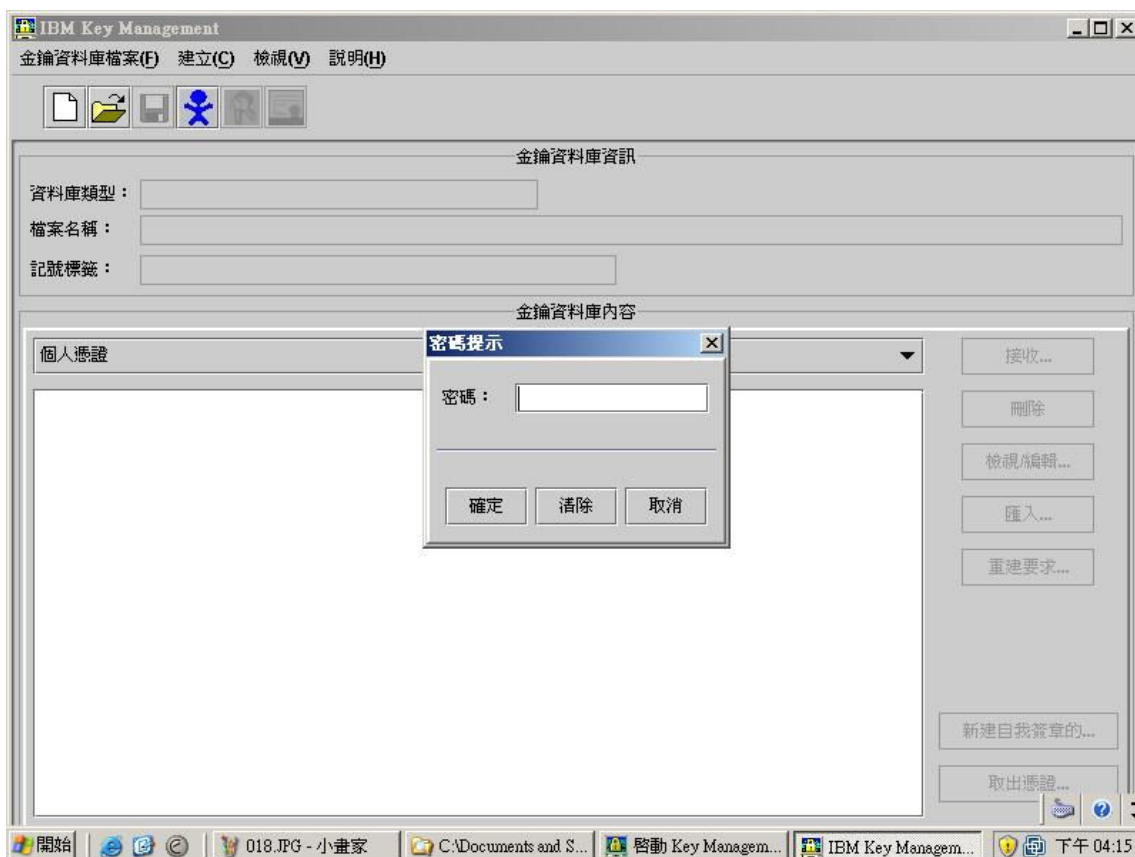 IBM Key Management
金鑰資料庫檔案(F) 建立(C) 檢視(V) 說明(H)
金鑰資料庫資訊
資料庫類型：
檔案名稱：
記號標籤：
金鑰資料庫內容
個人憑證
接收...
刪除
檢視/編輯...
匯入...
重建要求...
密碼提示
密碼：
確定 清除 取消
新建自我簽章的...
取出憑證...
開始 018.JPG - 小畫家 C:\Documents and S... 啓動 Key Managem... IBM Key Managem... 下午 04:15